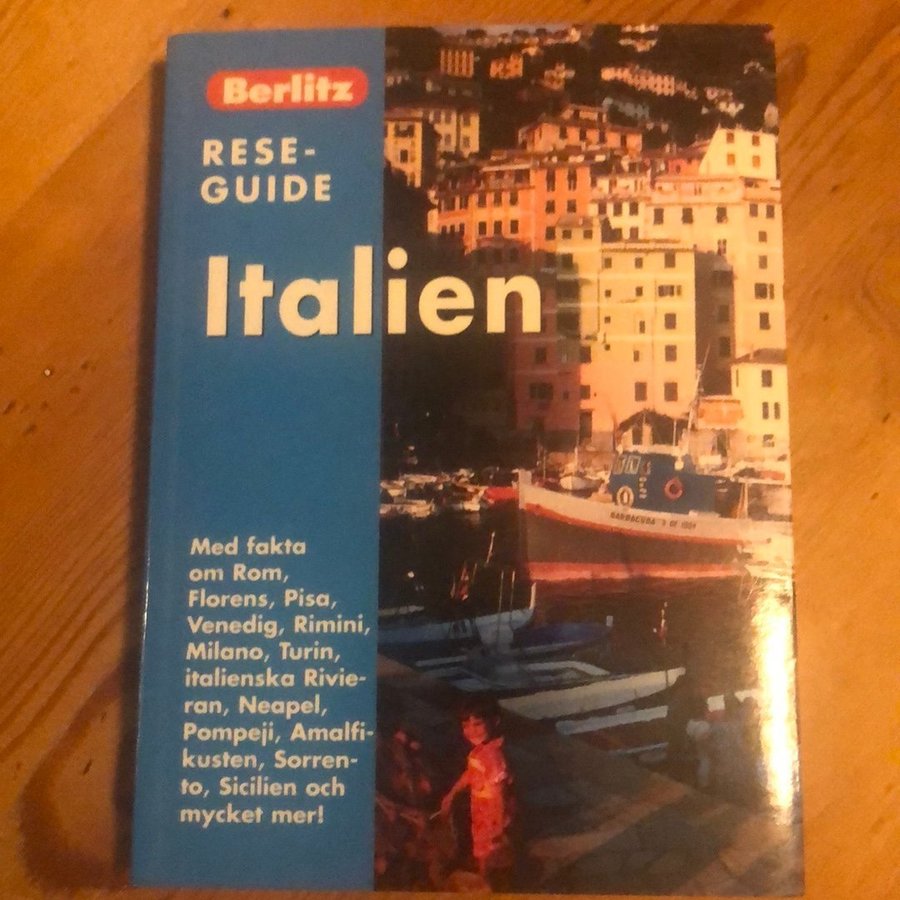 Berlitz
RESE-
GUIDE
Italien
Med fakta
om Rom,
Florens, Pisa,
Venedig, Rimini,
Milano, Turin,
italienska Rivie-
ran, Neapel,
Pompeji, Amalfi-
kusten, Sorren-
to, Sicilien och
mycket mer!
BARBACUDA